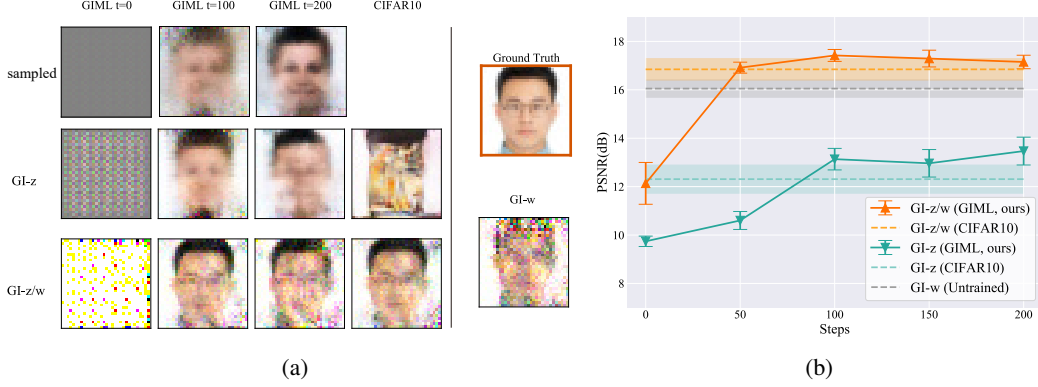 GIML t=0 GIML t=100 GIML t=200 CIFAR10
sampled
GI-z
GI-z/w
Ground Truth
GI-w
(a)
18
16
14
12
10
8
PSNR(dB)
0 50 100 150 200
Steps
GI-z/w (GIML, ours)
GI-z/w (CIFAR10)
GI-z (GIML, ours)
GI-z (CIFAR10)
GI-w (Untrained)
(b)